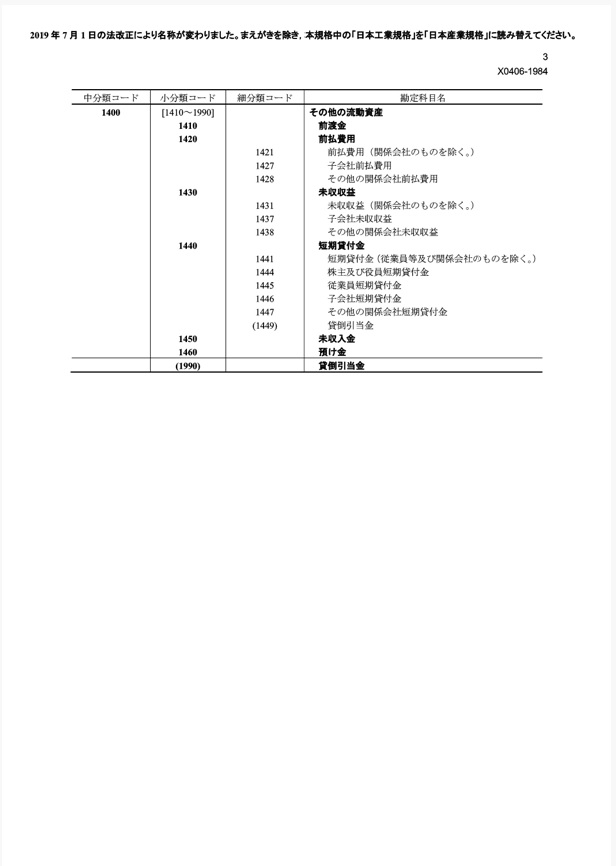 2019 年 7 月 1 日の法改正により名称が変わりました。まえがきを除き，本規格中の「日本工業規格」を「日本産業規格」に読み替えてください。
3
X0406-1984
中分類コード 小分類コード 細分類コード 勘定科目名
1400 [1410～1990] その他の流動資産
1410 前渡金
1420 前払費用
1421 前払費用（関係会社のものを除く。）
1427 子会社前払費用
1428 その他の関係会社前払費用
1430 未収収益
1431 未収収益（関係会社のものを除く。）
1437 子会社未収収益
1438 その他の関係会社未収収益
1440 短期貸付金
1441 短期貸付金（従業員等及び関係会社のものを除く。）
1444 株主及び役員短期貸付金
1445 従業員短期貸付金
1446 子会社短期貸付金
1447 その他の関係会社短期貸付金
(1449) 貸倒引当金
1450 未収入金
1460 預け金
(1990) 貸倒引当金